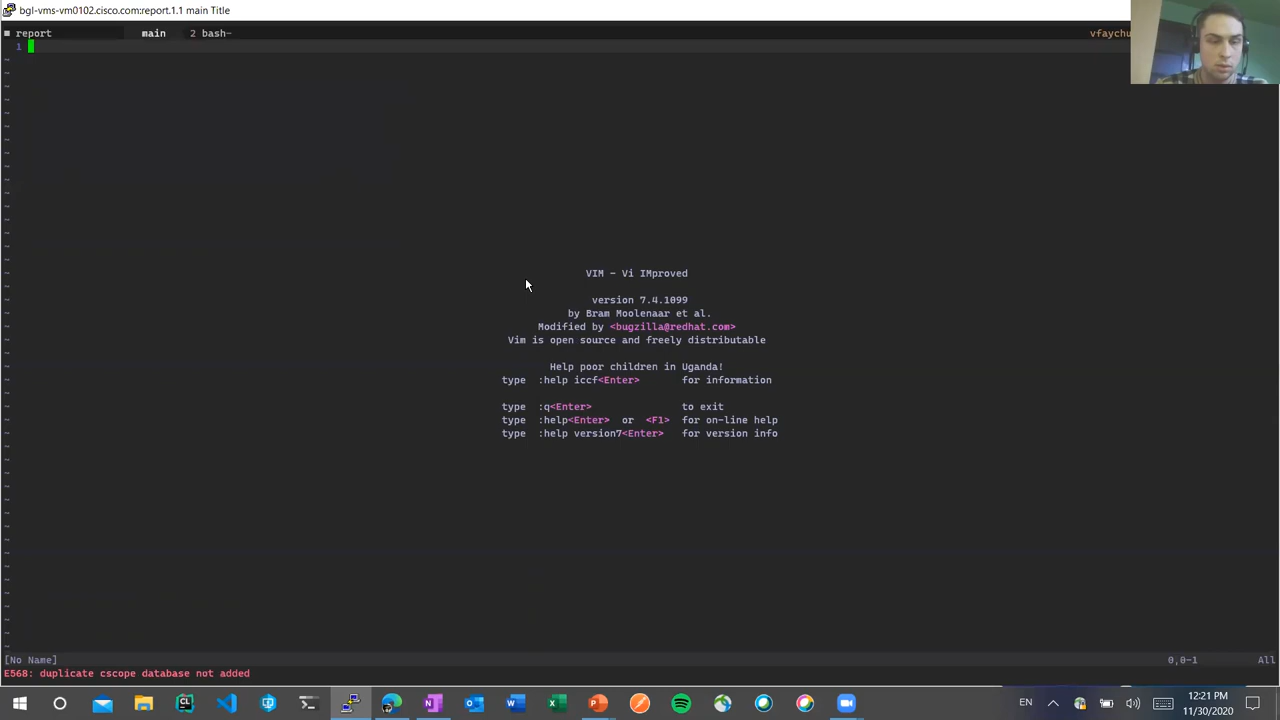 bgl-vms-vm0102.cisco.com:report.1.1 main Title
report main 2 bash- vfaychu
1
VIM - Vi IMproved
version 7.4.1099
by Bram Moolenaar et al.
Modified by <bugzilla@redhat.com>
Vim is open source and freely distributable
Help poor children in Uganda!
type :help iccf<Enter> for information
type :q<Enter> to exit
type :help<Enter> or <F1> for on-line help
type :help version7<Enter> for version info
[No Name] 0,0-1 All
E568: duplicate cscope database not added
EN
12:21 PM
11/30/2020